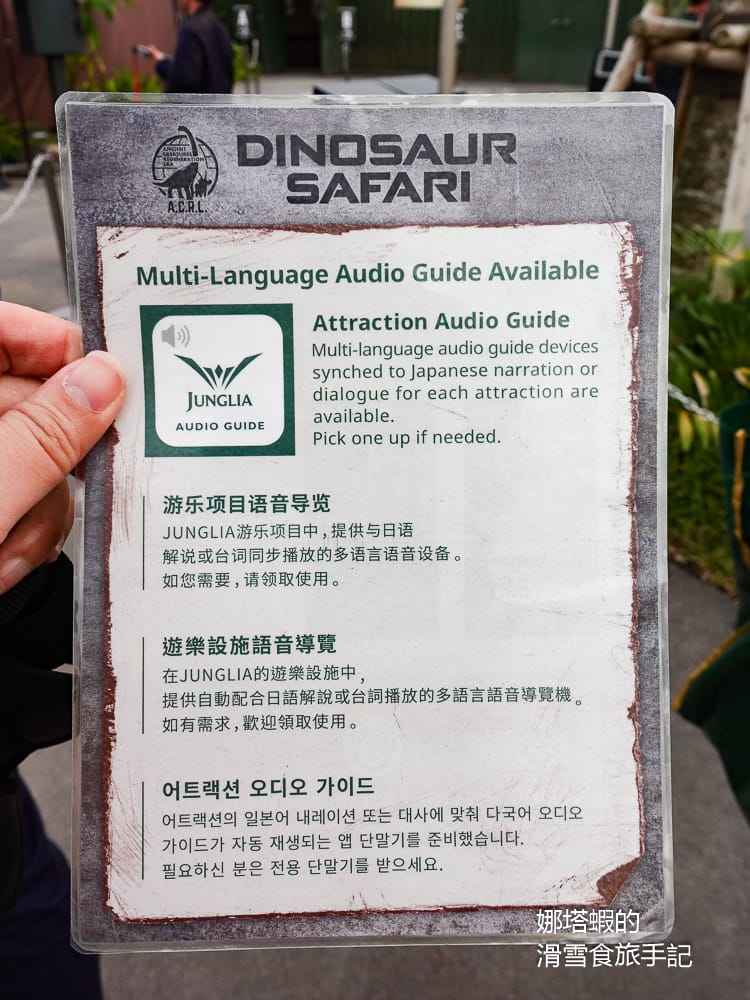 ANCIENT
CREATURES
REGENERATION
LAB
A.C.R.L.
DINOSAUR
SAFARI
Multi-Language Audio Guide Available
JUNGLIA
AUDIO GUIDE
Attraction Audio Guide
Multi-language audio guide devices
synched to Japanese narration or
dialogue for each attraction are
available.
Pick one up if needed.
游乐项目语音导览
JUNGLIA游乐项目中，提供与日语
解说或台词同步播放的多语言语音设备。
如您需要，请领取使用。
遊樂設施語音導覽
在JUNGLIA的遊樂設施中，
提供自動配合日語解說或台詞播放的多語言語音導覽機。
如有需求，歡迎領取使用。
어트랙션 오디오 가이드
어트랙션의 일본어 내레이션 또는 대사에 맞춰 다국어 오디오
가이드가 자동 재생되는 앱 단말기를 준비했습니다.
필요하신 분은 전용 단말기를 받으세요.
娜塔蝦的
滑雪食旅手記